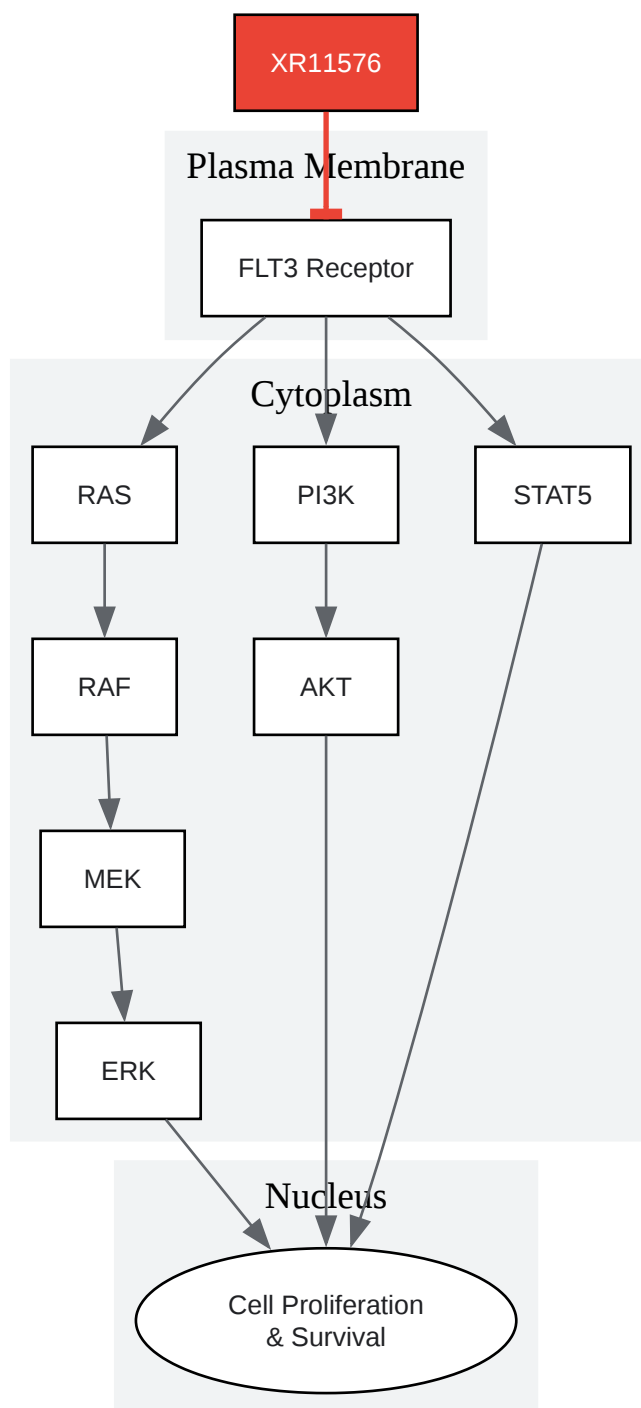 XR11576
Plasma Membrane
FLT3 Receptor
Cytoplasm
RAS
PI3K
STAT5
RAF
AKT
MEK
ERK
Nucleus
Cell Proliferation
& Survival